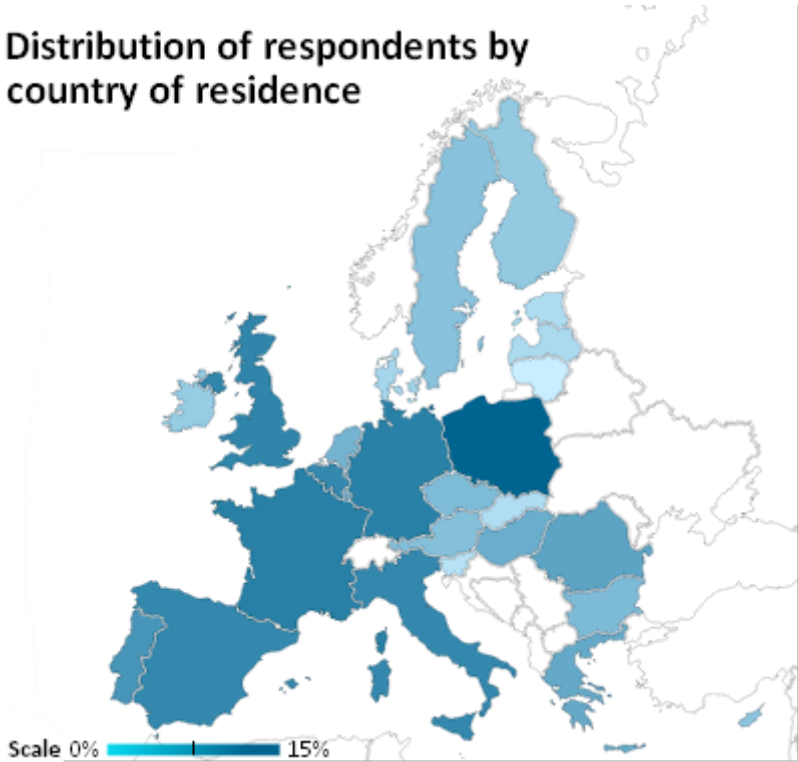 Distribution of respondents by
country of residence
Scale 0% 15%